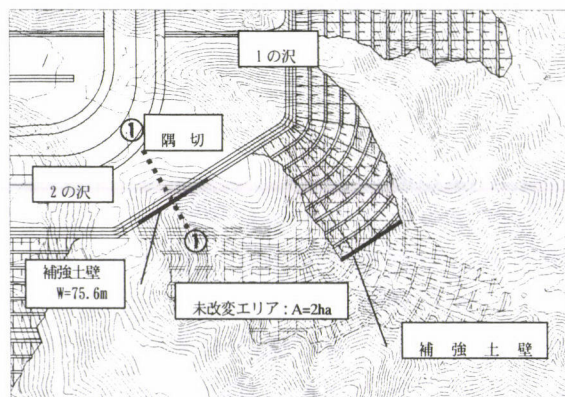 1の沢
①
隅 切
2の沢
①
補強土壁
W=75.6m
未改変エリア:A=2ha
補 強 土 壁